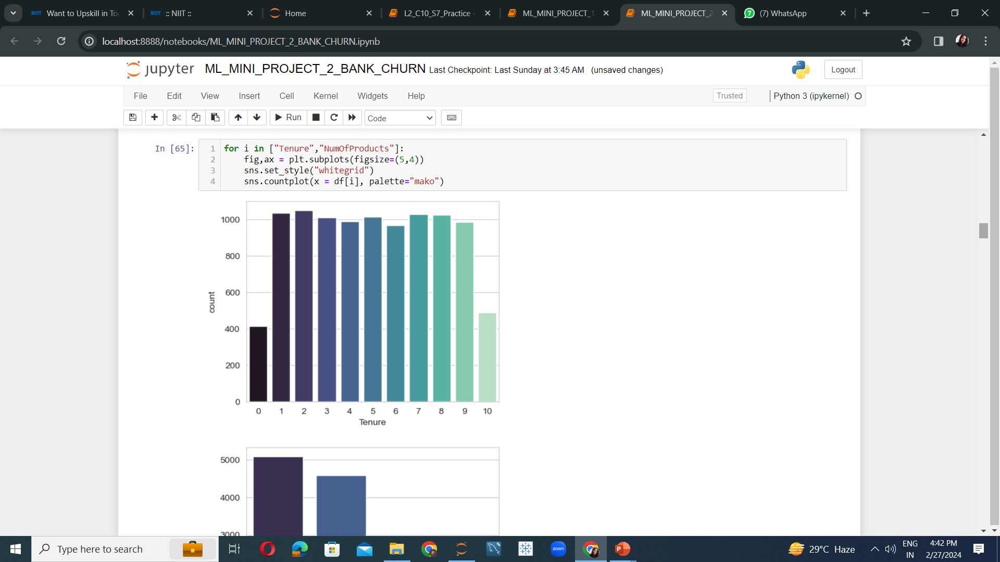 Want to Upskill in Too
:: NIIT ::
Home
L2_C10_S7_Practice -
ML_MINI_PROJECT_1
ML_MINI_PROJECT_2
(7) WhatsApp
localhost:8888/notebooks/ML_MINI_PROJECT_2_BANK_CHURN.ipynb
jupyter ML_MINI_PROJECT_2_BANK_CHURN Last Checkpoint: Last Sunday at 3:45 AM (unsaved changes)
Logout
File Edit View Insert Cell Kernel Widgets Help
Trusted
Python 3 (ipykernel)
Run
Code
In [65]:
1 for i in ["Tenure","NumOfProducts"]:
2 fig,ax = plt.subplots(figsize=(5,4))
3 sns.set_style("whitegrid")
4 sns.countplot(x = df[i], palette="mako")
1000
800
600
400
200
0
count
0 1 2 3 4 5 6 7 8 9 10
Tenure
5000
4000
3000
Type here to search
zoom
29°C Haze
ENG
IN
4:42 PM
2/27/2024